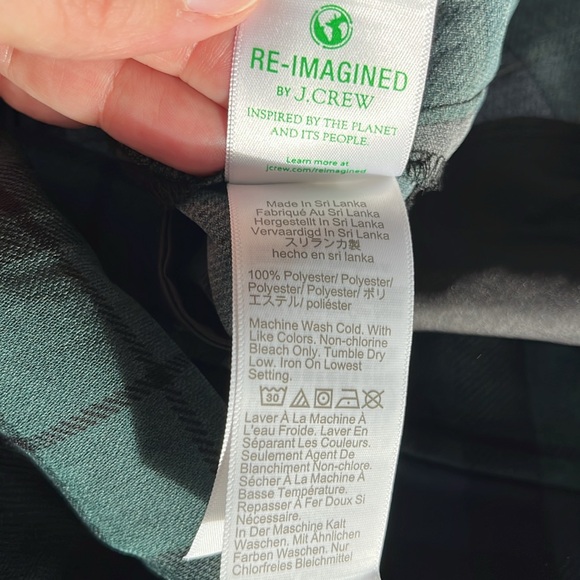 RE-IMAGINED
BY J.CREW
INSPIRED BY THE PLANET
AND ITS PEOPLE.
Learn more at
jcrew.com/reimagined
Made In Sri Lanka
Fabriqué Au Sri Lanka
Hergestellt In Sri Lanka
Vervaardigd In Sri Lanka
スリランカ製
hecho en sri lanka
100% Polyester/ Polyester/
Polyester/ Polyester/ ポリ
エステル/ poliéster
Machine Wash Cold. With
Like Colors. Non-chlorine
Bleach Only. Tumble Dry
Low. Iron On Lowest
Setting.
30
Laver À La Machine À
L'eau Froide. Laver En
Séparant Les Couleurs.
Seulement Agent De
Blanchiment Non-chlore.
Sécher À La Machine À
Basse Température.
Repasser À Fer Doux Si
Nécessaire.
In Der Maschine Kalt
Waschen. Mit Ähnlichen
Farben Waschen. Nur
Chlorfreies Bleichmittel